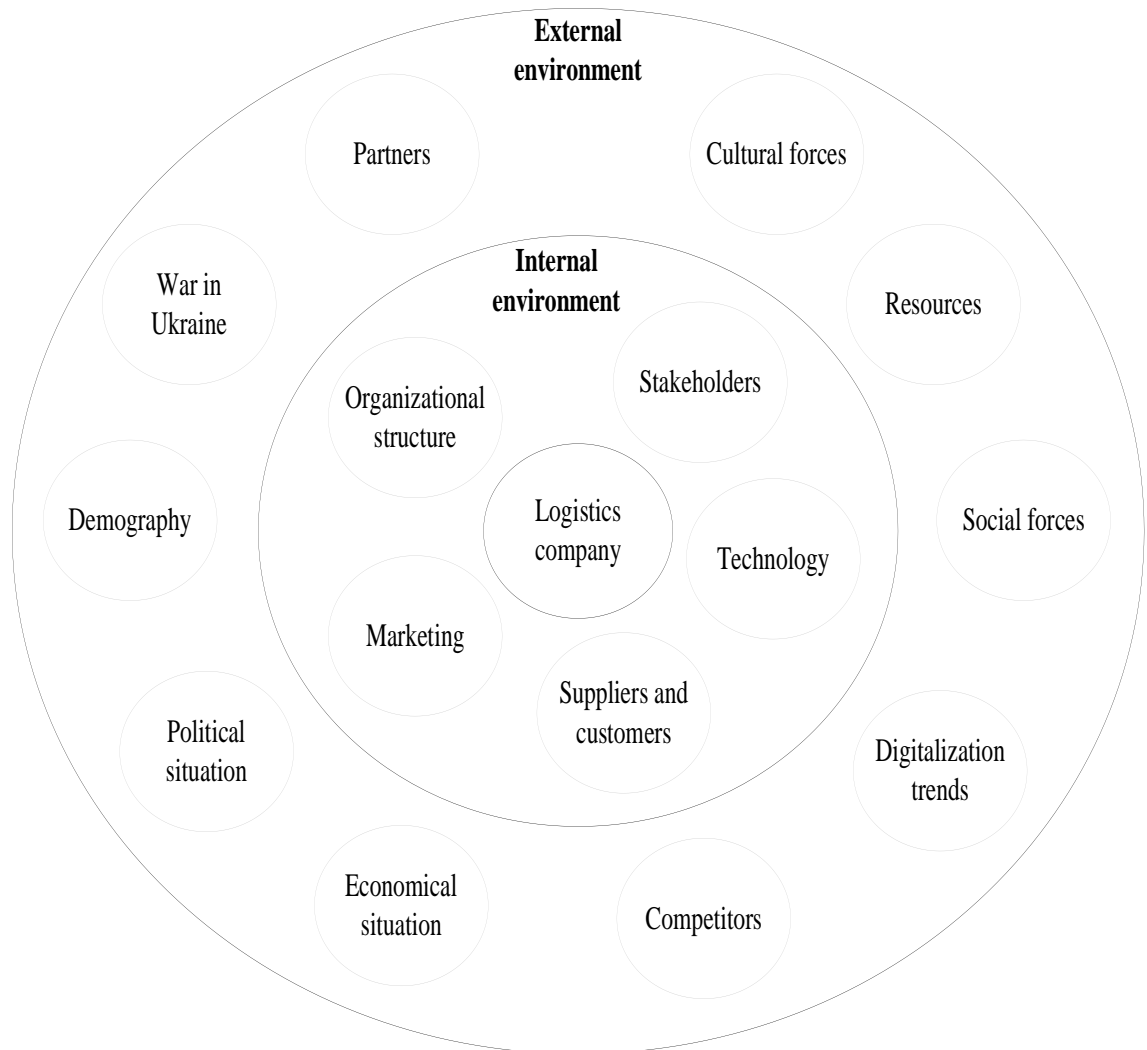 External
environment
Partners
Cultural forces
War in
Ukraine
Internal
environment
Resources
Organizational
structure
Stakeholders
Demography
Logistics
company
Technology
Social forces
Marketing
Suppliers and
customers
Political
situation
Digitalization
trends
Economical
situation
Competitors